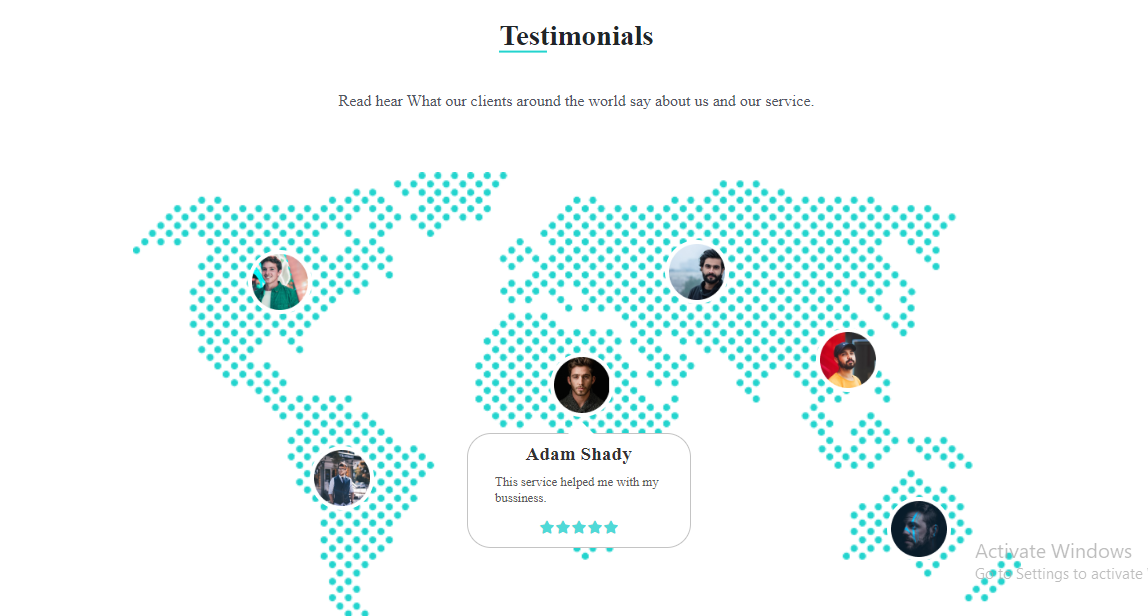 Testimonials
Read hear What our clients around the world say about us and our service.
Adam Shady
This service helped me with my
bussiness.
Activate Windows
Go to Settings to activate